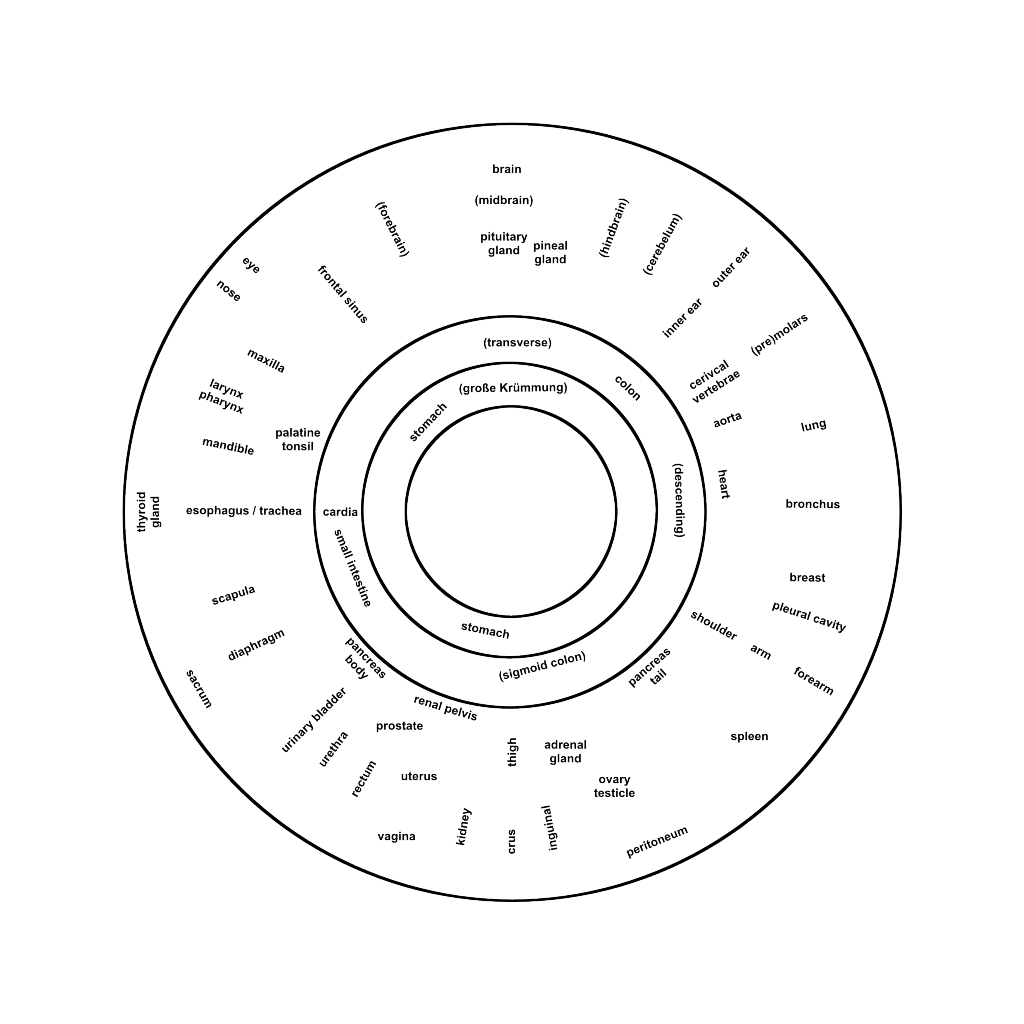 brain
(midbrain)
(forebrain)
(hindbrain)
(cerebelum)
pituitary
gland
pineal
gland
outer ear
eye
nose
frontal sinus
inner ear
(pre)molars
(transverse)
maxilla
cerivcal
vertebrae
colon
(große Krümmung)
larynx
pharynx
stomach
aorta
lung
mandible
palatine
tonsil
heart
(descending)
thyroid
gland
esophagus / trachea
cardia
bronchus
small intestine
breast
scapula
pleural cavity
shoulder
stomach
diaphragm
arm
pancreas
body
(sigmoid colon)
pancreas
tail
forearm
sacrum
renal pelvis
urinary bladder
prostate
urethra
thigh
adrenal
gland
spleen
rectum
uterus
ovary
testicle
vagina
kidney
crus
inguinal
peritoneum